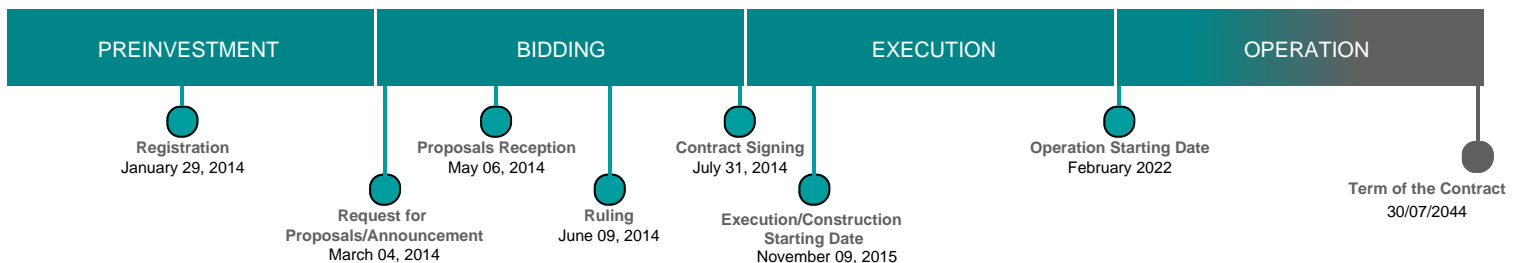 PREINVESTMENT
BIDDING
EXECUTION
OPERATION
Registration
January 29, 2014
Request for
Proposals/Announcement
March 04, 2014
Proposals Reception
May 06, 2014
Ruling
June 09, 2014
Contract Signing
July 31, 2014
Execution/Construction
Starting Date
November 09, 2015
Operation Starting Date
February 2022
Term of the Contract
30/07/2044